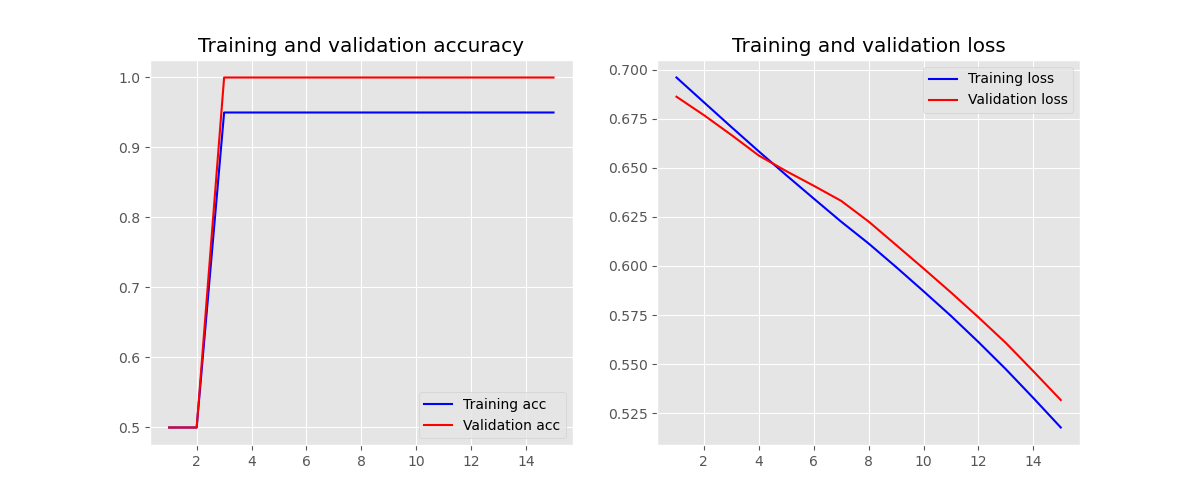 Training and validation accuracy
1.0
0.9
0.8
0.7
0.6
0.5
2 4 6 8 10 12 14
Training acc
Validation acc
Training and validation loss
0.700
0.675
0.650
0.625
0.600
0.575
0.550
0.525
2 4 6 8 10 12 14
Training loss
Validation loss